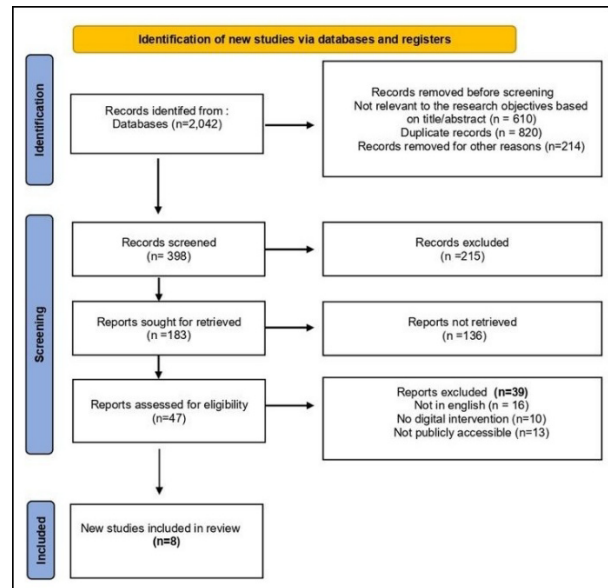 Identification of new studies via databases and registers
Identification
Records identifed from :
Databases (n=2,042)
Records removed before screening
Not relevant to the research objectives based
on title/abstract (n = 610)
Duplicate records (n = 820)
Records removed for other reasons (n=214)
Screening
Records screened
(n= 398)
Records excluded
(n =215)
Reports sought for retrieved
(n =183)
Reports not retrieved
(n =136)
Reports assessed for eligibility
(n=47)
Reports excluded (n=39)
Not in english (n = 16)
No digital intervention (n=10)
Not publicly accessible (n=13)
Included
New studies included in review
(n=8)